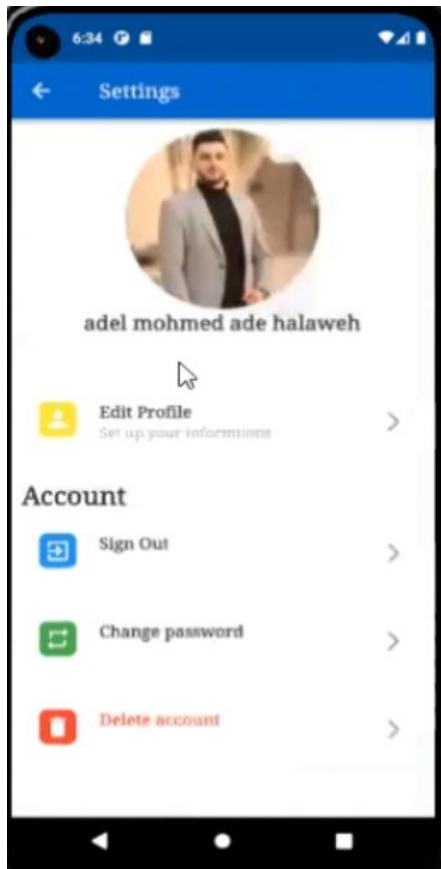 6:34
Settings
adel mohmed ade halaweh
Edit Profile
Set up your informtions
Account
Sign Out
Change password
Delete account